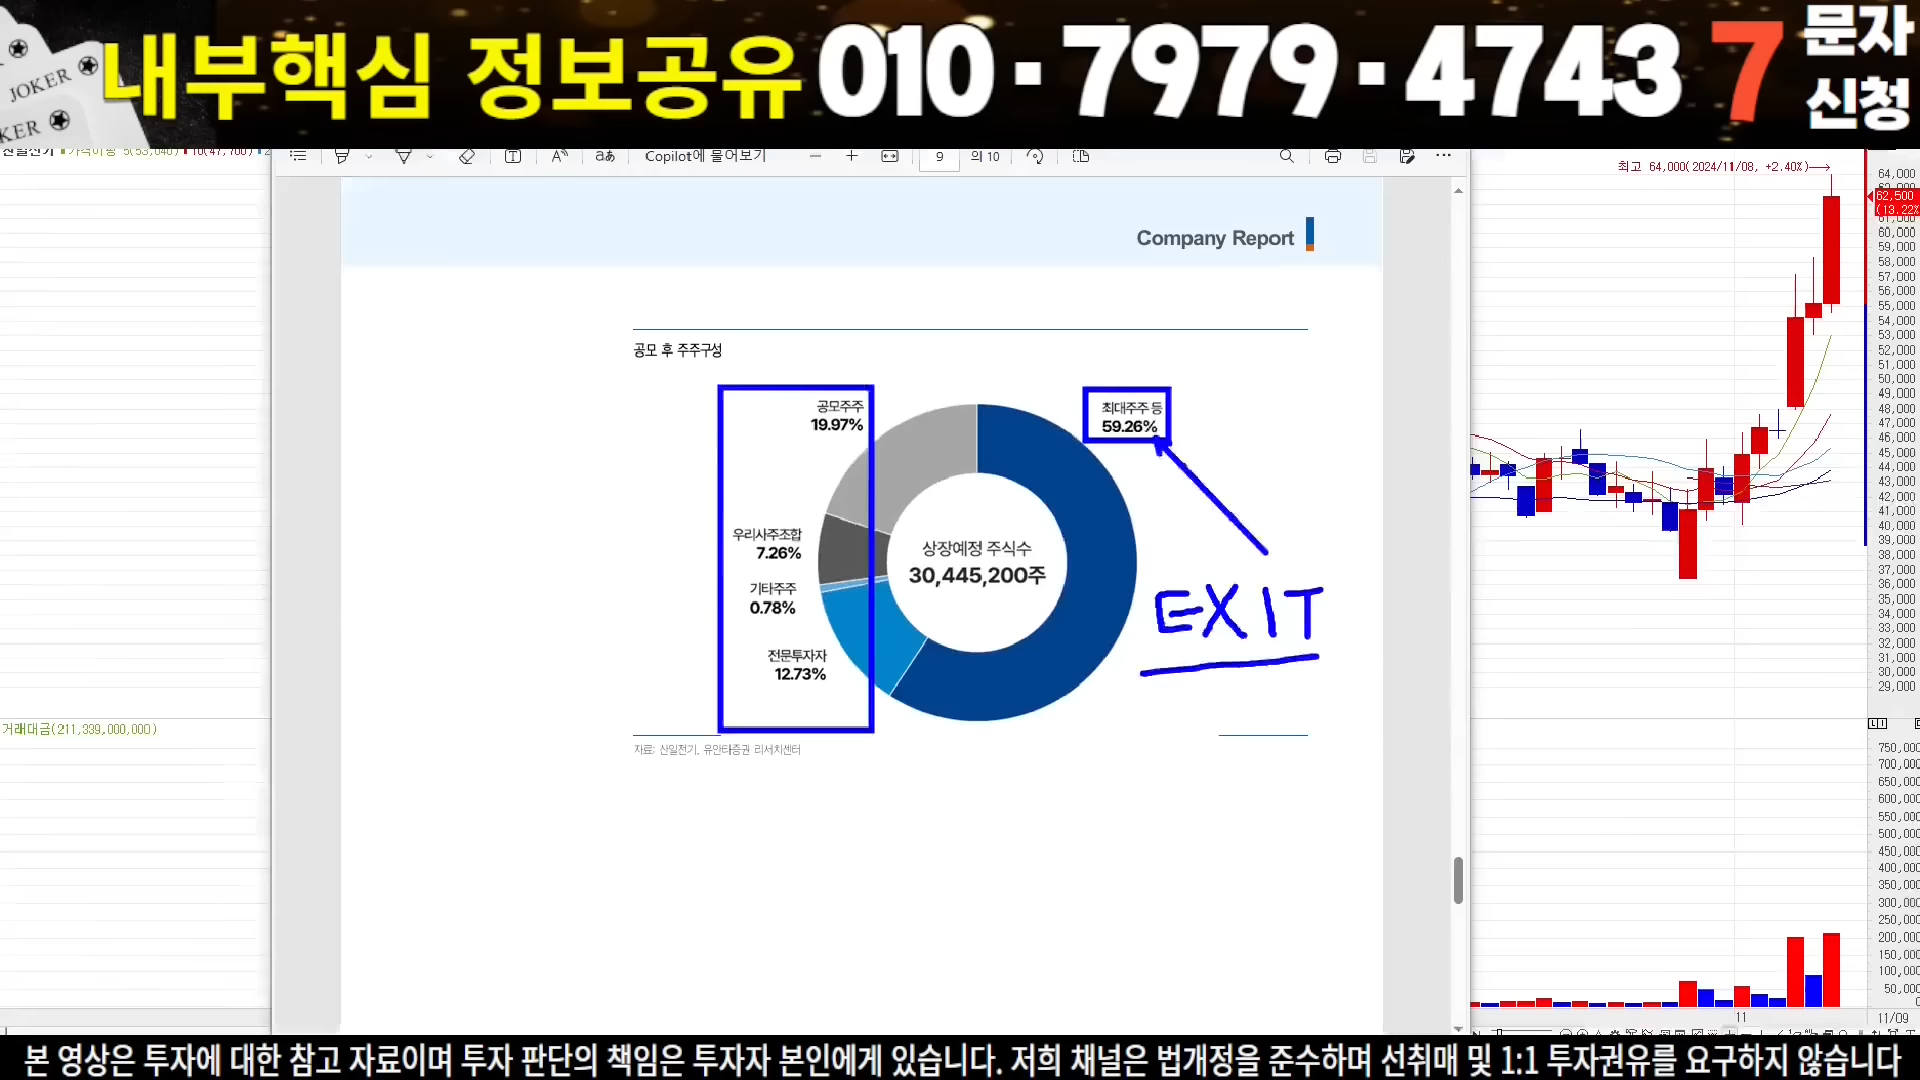 내부핵심 정보공유 010·7979·4743 7 문자
신청
JOKER
KER
5(53,040) 10(47,700)
Copilot에 물어보기
9 의 10
Company Report
공모 후 주주구성
공모주주
19.97%
최대주주 등
59.26%
우리사주조합
7.26%
기타주주
0.78%
전문투자자
12.73%
상장예정 주식수
30,445,200주
EXIT
자료: 산일전기, 유안타증권 리서치센터
거래대금(211,339,000,000)
최고 64,000(2024/11/08, +2.40%)
64,000
62,500
60,000
59,000
58,000
57,000
56,000
55,000
54,000
53,000
52,000
51,000
50,000
49,000
48,000
47,000
46,000
45,000
44,000
43,000
42,000
41,000
40,000
39,000
38,000
37,000
36,000
35,000
34,000
33,000
32,000
31,000
30,000
29,000
11
11/09
본 영상은 투자에 대한 참고 자료이며 투자 판단의 책임은 투자자 본인에게 있습니다. 저희 채널은 법개정을 준수하며 선취매 및 1:1 투자권유를 요구하지 않습니다